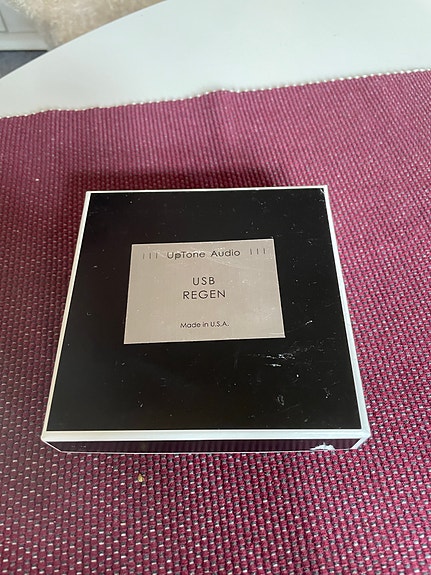 ||| UpTone Audio |||
USB
REGEN
Made in U.S.A.